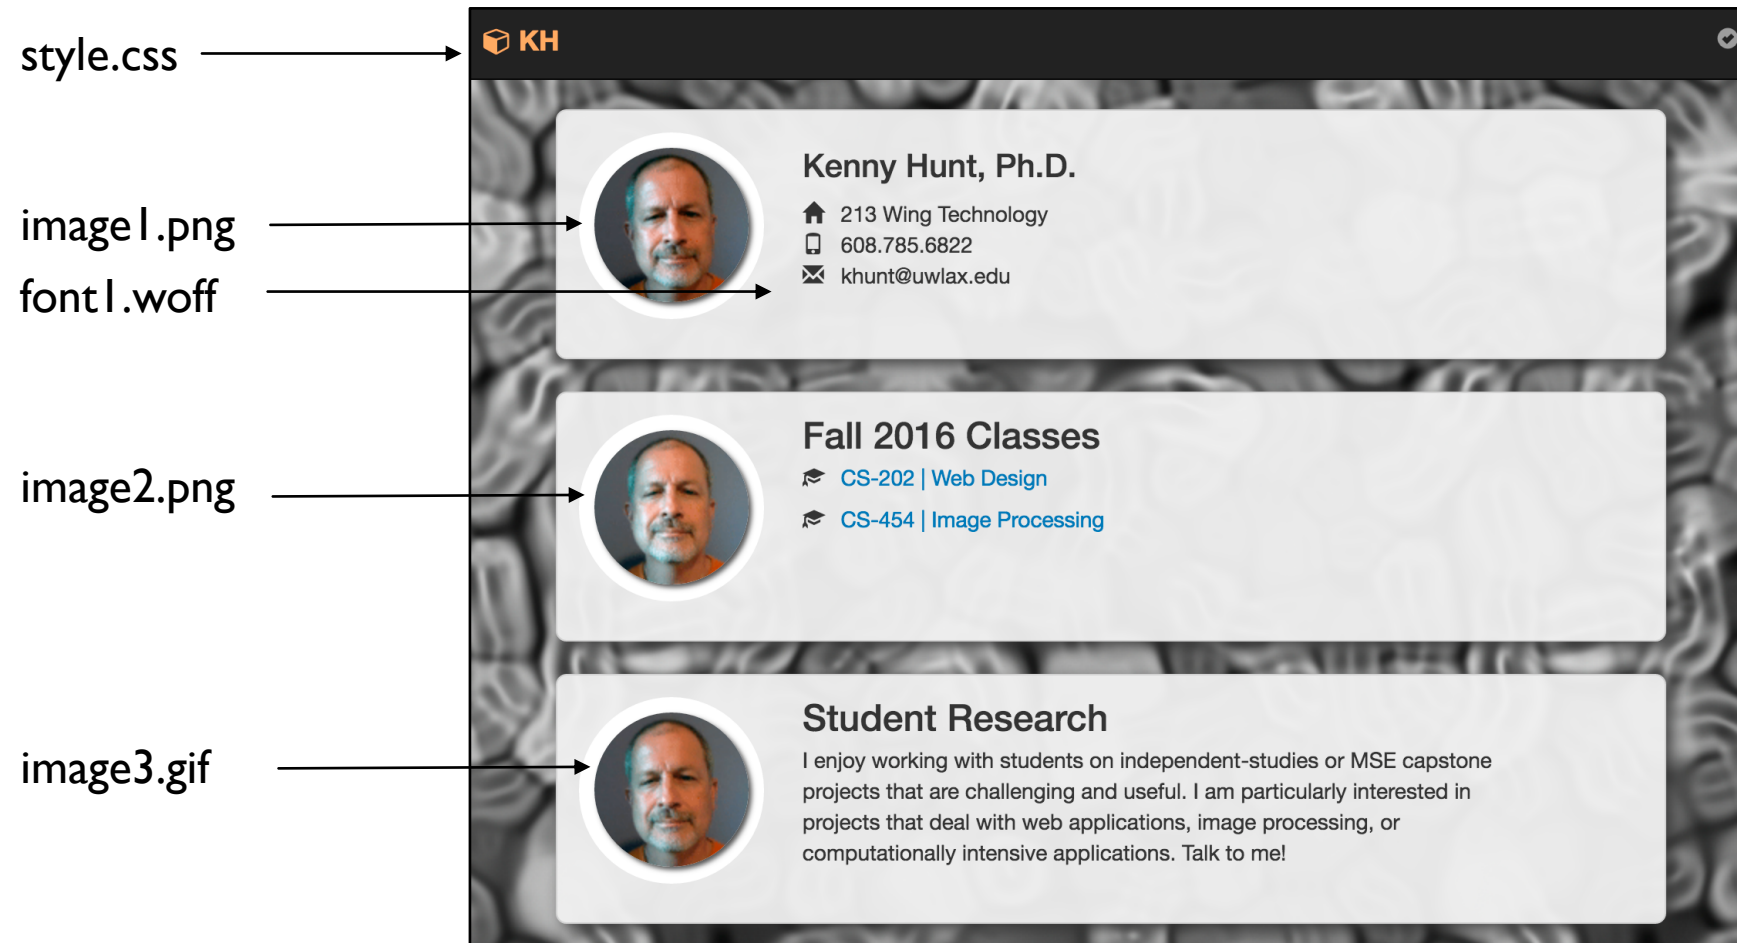 style.css
KH
image1.png
font1.woff
Kenny Hunt, Ph.D.
213 Wing Technology
608.785.6822
khunt@uwlax.edu
image2.png
Fall 2016 Classes
CS-202 | Web Design
CS-454 | Image Processing
image3.gif
Student Research
I enjoy working with students on independent-studies or MSE capstone
projects that are challenging and useful. I am particularly interested in
projects that deal with web applications, image processing, or
computationally intensive applications. Talk to me!